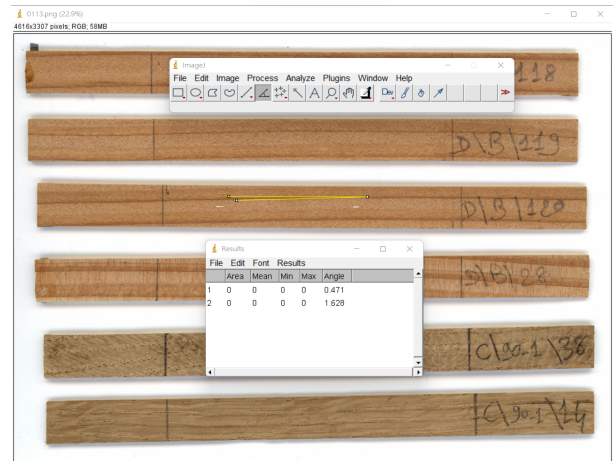 0113.png (22.9%)
4616x3307 pixels; RGB; 58MB
ImageJ
File Edit Image Process Analyze Plugins Window Help
Dev
118
D\B\119
D\B\120
Results
File Edit Font Results
Area Mean Min Max Angle
1 0 0 0 0 0.471
2 0 0 0 0 1.628
D\B\28
C\90-1\38
C\90-1\14